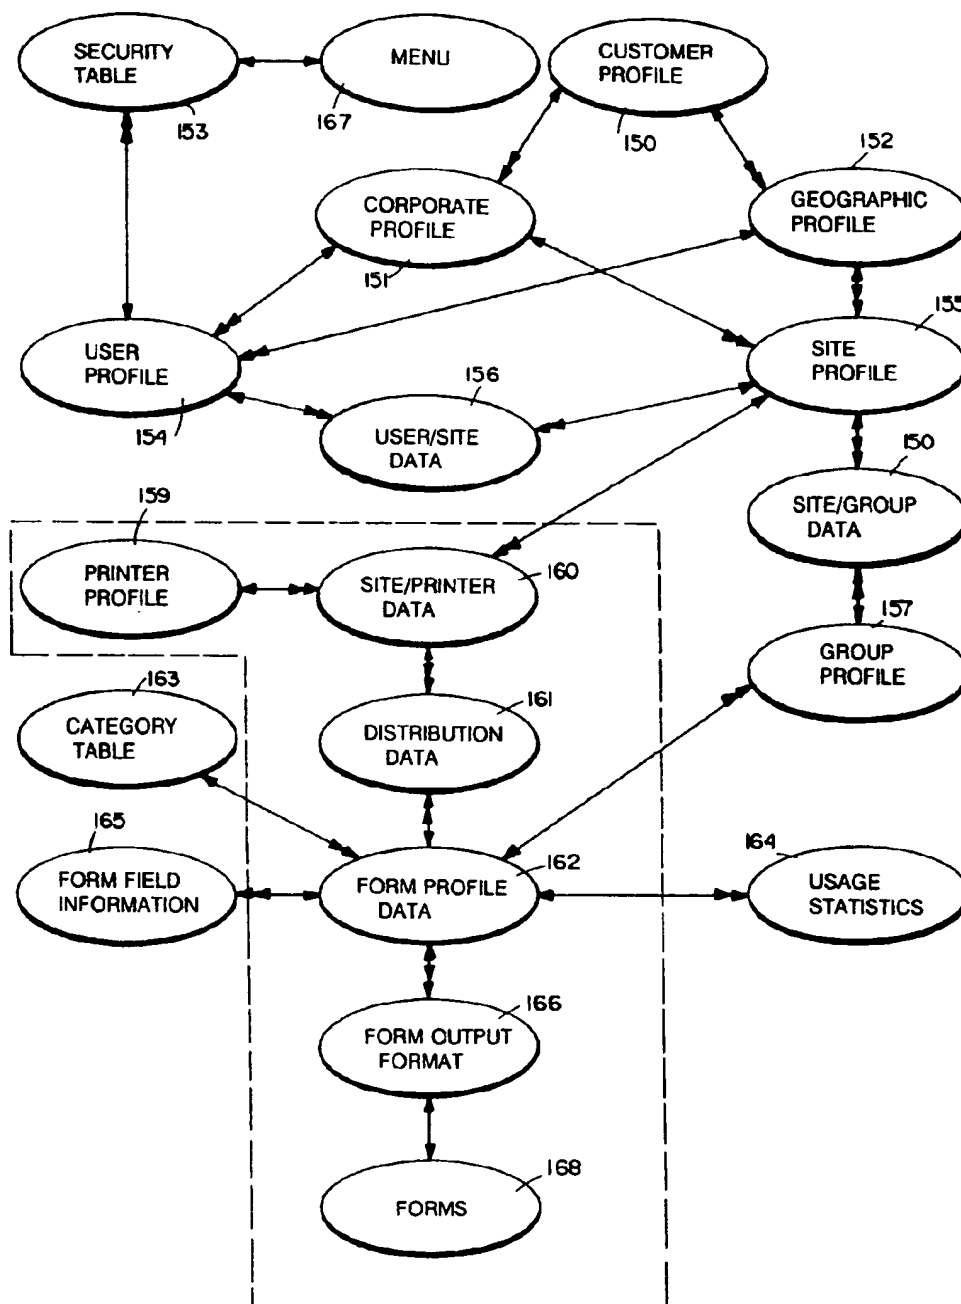 SECURITY
TABLE
153
MENU
167
CUSTOMER
PROFILE
150
152
GEOGRAPHIC
PROFILE
CORPORATE
PROFILE
151
155
SITE
PROFILE
USER
PROFILE
154
156
USER/SITE
DATA
150
SITE/GROUP
DATA
159
PRINTER
PROFILE
SITE/PRINTER
DATA
160
157
GROUP
PROFILE
163
CATEGORY
TABLE
161
DISTRIBUTION
DATA
165
FORM FIELD
INFORMATION
162
FORM PROFILE
DATA
164
USAGE
STATISTICS
166
FORM OUTPUT
FORMAT
168
FORMS